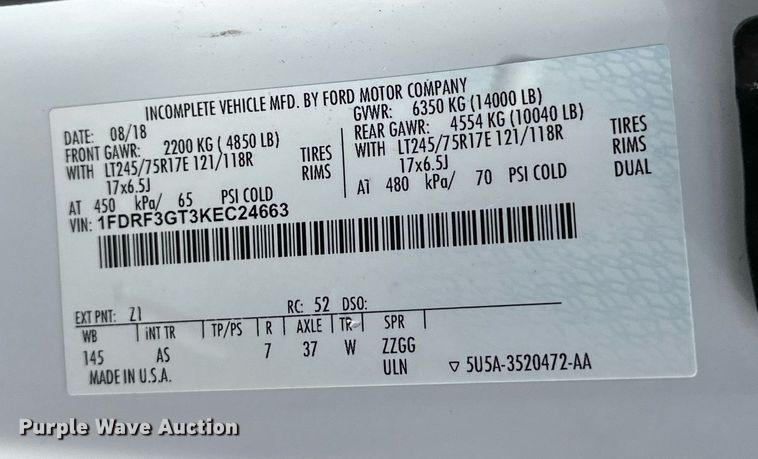 INCOMPLETE VEHICLE MFD. BY FORD MOTOR COMPANY
DATE: 08/18 GVWR: 6350 KG (14000 LB)
FRONT GAWR: 2200 KG ( 4850 LB) REAR GAWR: 4554 KG (10040 LB)
WITH LT245/75R17E 121/118R TIRES WITH LT245/75R17E 121/118R TIRES
17x6.5J RIMS 17x6.5J RIMS
AT 450 kPa/ 65 PSI COLD AT 480 kPa/ 70 PSI COLD DUAL
VIN: 1FDRF3GT3KEC24663
EXT PNT: Z1 RC: 52 DSO:
WB INT TR TP/PS R AXLE TR SPR
145 AS 7 37 W ZZGG
MADE IN U.S.A. ULN ▽ 5U5A-3520472-AA
Purple Wave Auction